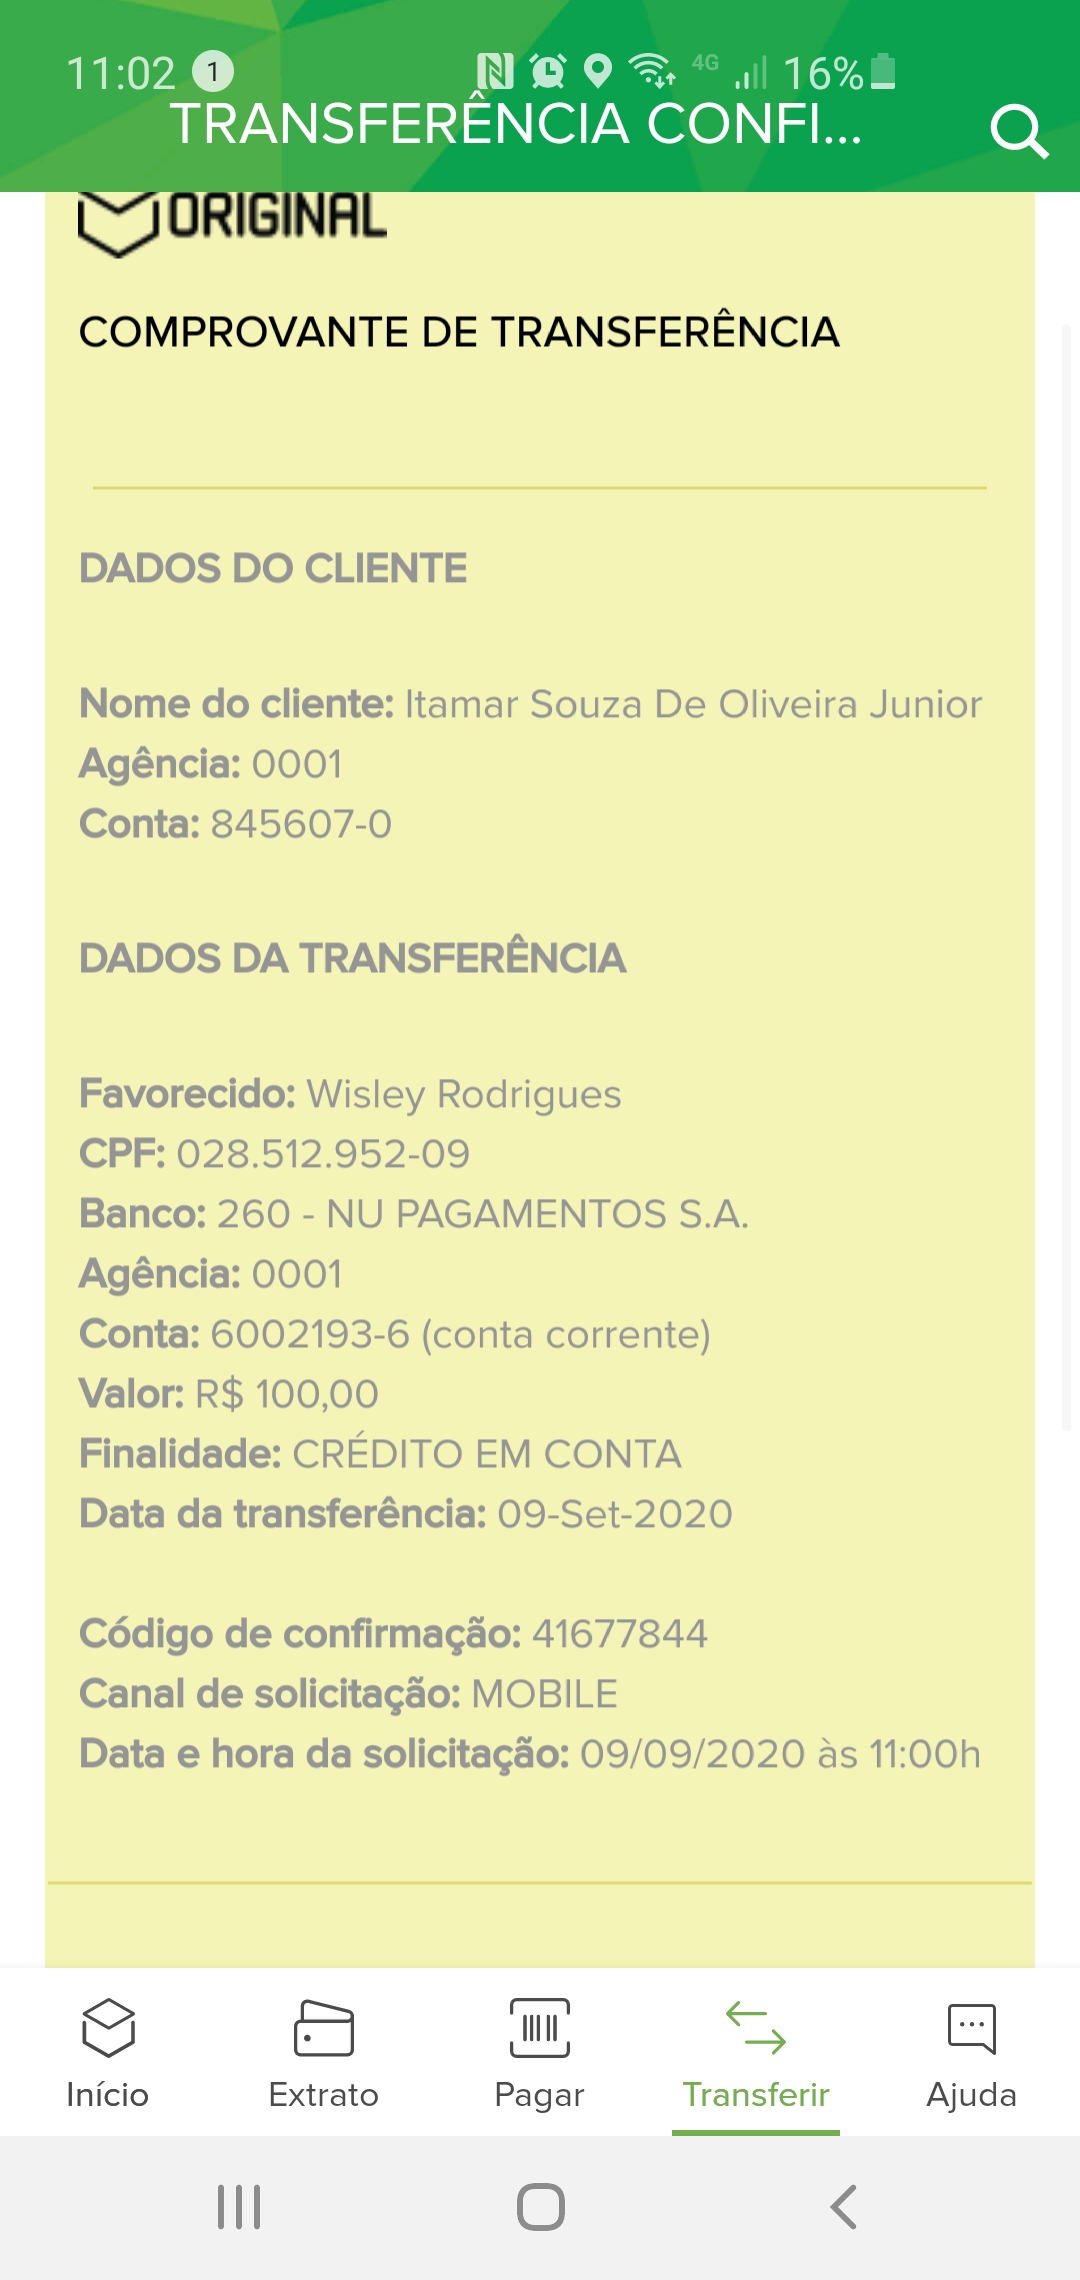 11:02 1 4G 16%
TRANSFERÊNCIA CONFI...
ORIGINAL
COMPROVANTE DE TRANSFERÊNCIA
DADOS DO CLIENTE
Nome do cliente: Itamar Souza De Oliveira Junior
Agência: 0001
Conta: 845607-0
DADOS DA TRANSFERÊNCIA
Favorecido: Wisley Rodrigues
CPF: 028.512.952-09
Banco: 260 - NU PAGAMENTOS S.A.
Agência: 0001
Conta: 6002193-6 (conta corrente)
Valor: R$ 100,00
Finalidade: CRÉDITO EM CONTA
Data da transferência: 09-Set-2020
Código de confirmação: 41677844
Canal de solicitação: MOBILE
Data e hora da solicitação: 09/09/2020 às 11:00h
Início Extrato Pagar Transferir Ajuda